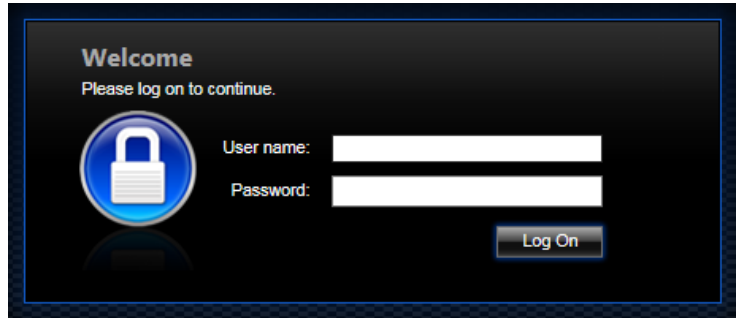 Welcome
Please log on to continue.
User name:
Password:
Log On